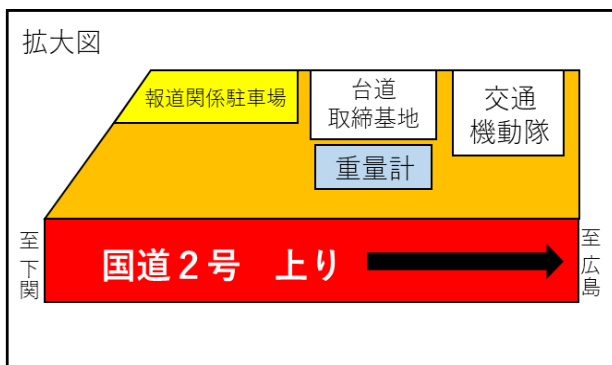 拡大図
報道関係駐車場
台道
取締基地
交通
機動隊
重量計
至下関
国道２号　上り
至広島